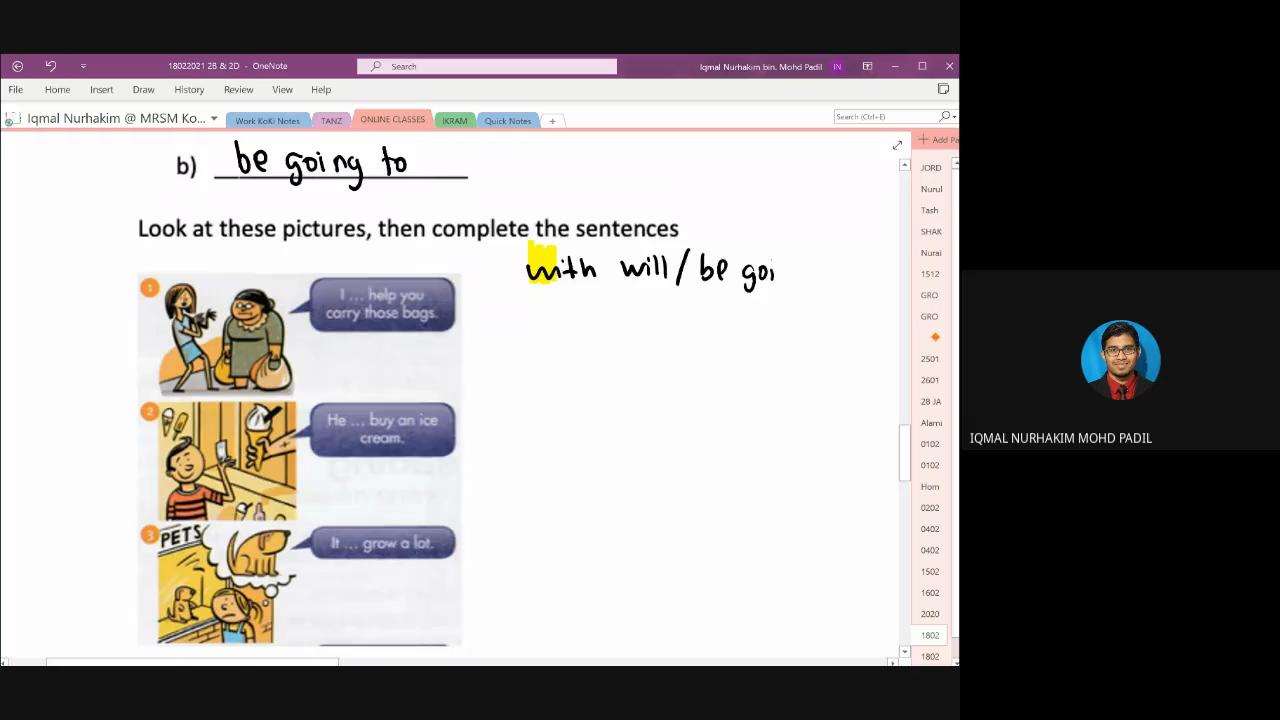 18022021 2B & 2D - OneNote
Search
Iqmal Nurhakim bin. Mohd Padil
IN
File Home Insert Draw History Review View Help
Iqmal Nurhakim @ MRSM Ko...
Work KoKi Notes
TANZ
ONLINE CLASSES
IKRAM
Quick Notes
Search (Ctrl+E)
Add Pa
b) be going to
Look at these pictures, then complete the sentences
with will/be goi
1
I ... help you
carry those bags.
2
He ... buy an ice
cream.
3
PETS
It ... grow a lot.
JORD
Nurul
Tash
SHAK
Nurai
1512
GRO
GRO
2501
2601
28 JA
Alami
0102
0102
Hom
0202
0402
0402
1502
1602
2020
1802
1802
IQMAL NURHAKIM MOHD PADIL